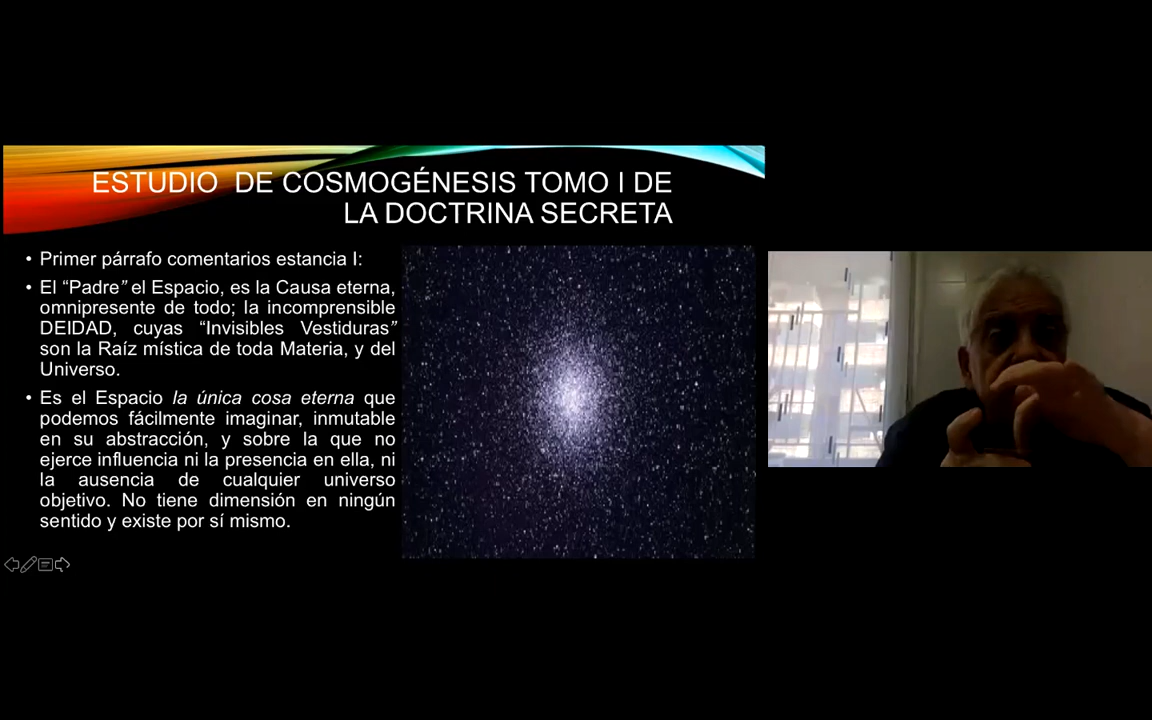 ESTUDIO DE COSMOGÉNESIS TOMO I DE
LA DOCTRINA SECRETA
• Primer párrafo comentarios estancia I:
• El “Padre” el Espacio, es la Causa eterna,
omnipresente de todo; la incomprensible
DEIDAD, cuyas “Invisibles Vestiduras”
son la Raíz mística de toda Materia, y del
Universo.
• Es el Espacio la única cosa eterna que
podemos fácilmente imaginar, inmutable
en su abstracción, y sobre la que no
ejerce influencia ni la presencia en ella, ni
la ausencia de cualquier universo
objetivo. No tiene dimensión en ningún
sentido y existe por sí mismo.